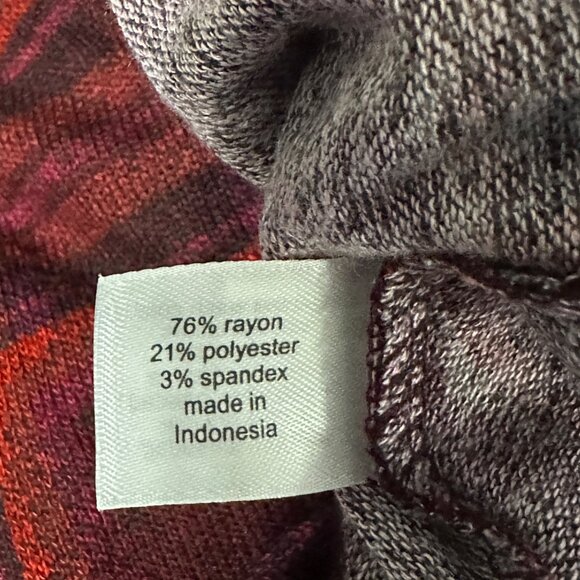 76% rayon
21% polyester
3% spandex
made in
Indonesia